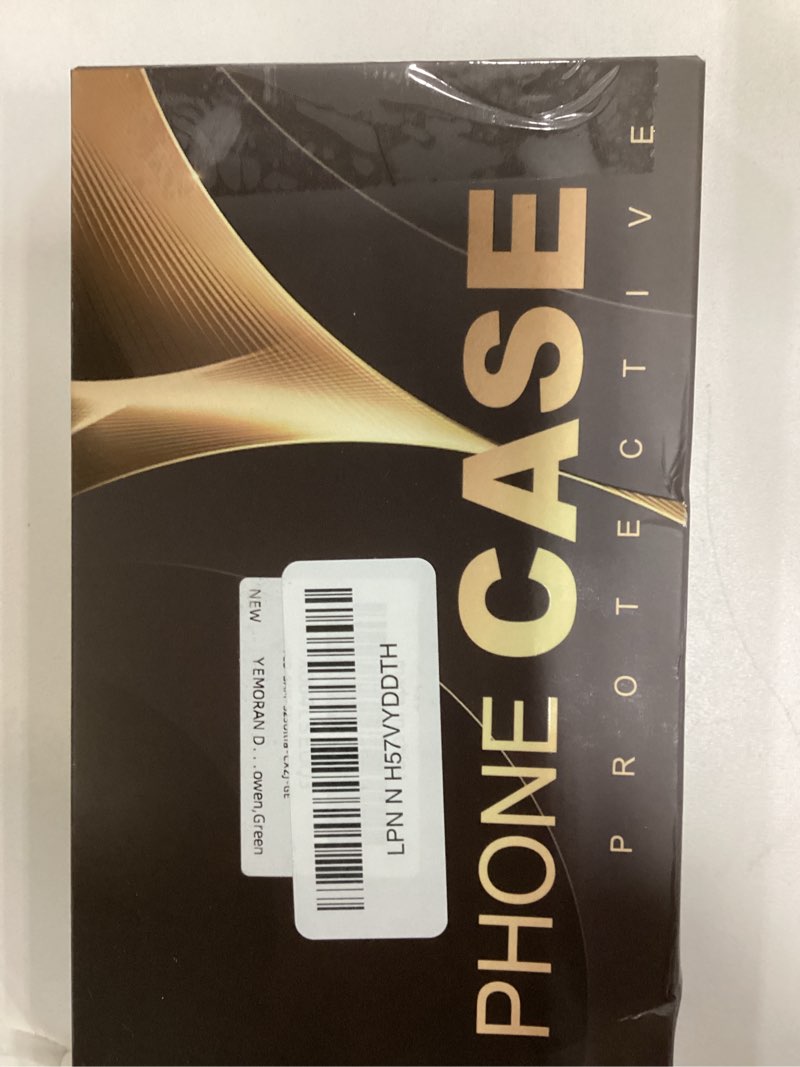 PHONE CASE
PROTECTIVE
LPN N H57VYDDTH
NEW YEMORAN D...owen,Green